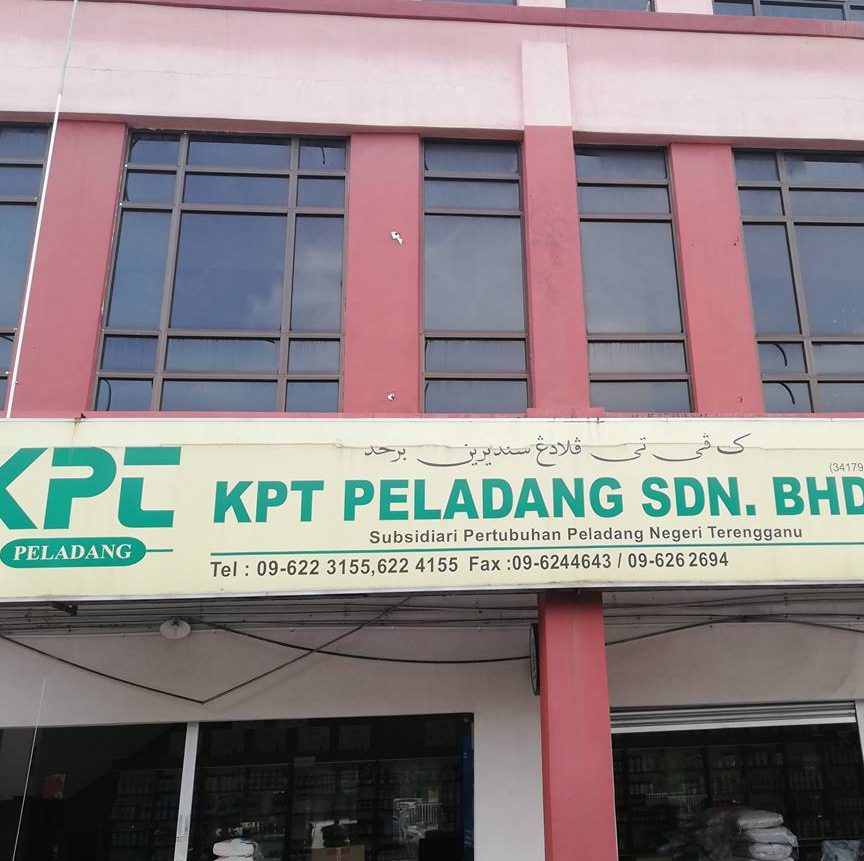 KPT
PELADANG
ک ڤي تي ڤلادڠ سنديرين برحد
(34179
KPT PELADANG SDN. BHD
Subsidiari Pertubuhan Peladang Negeri Terengganu
Tel : 09-622 3155,622 4155 Fax :09-6244643 / 09-626 2694